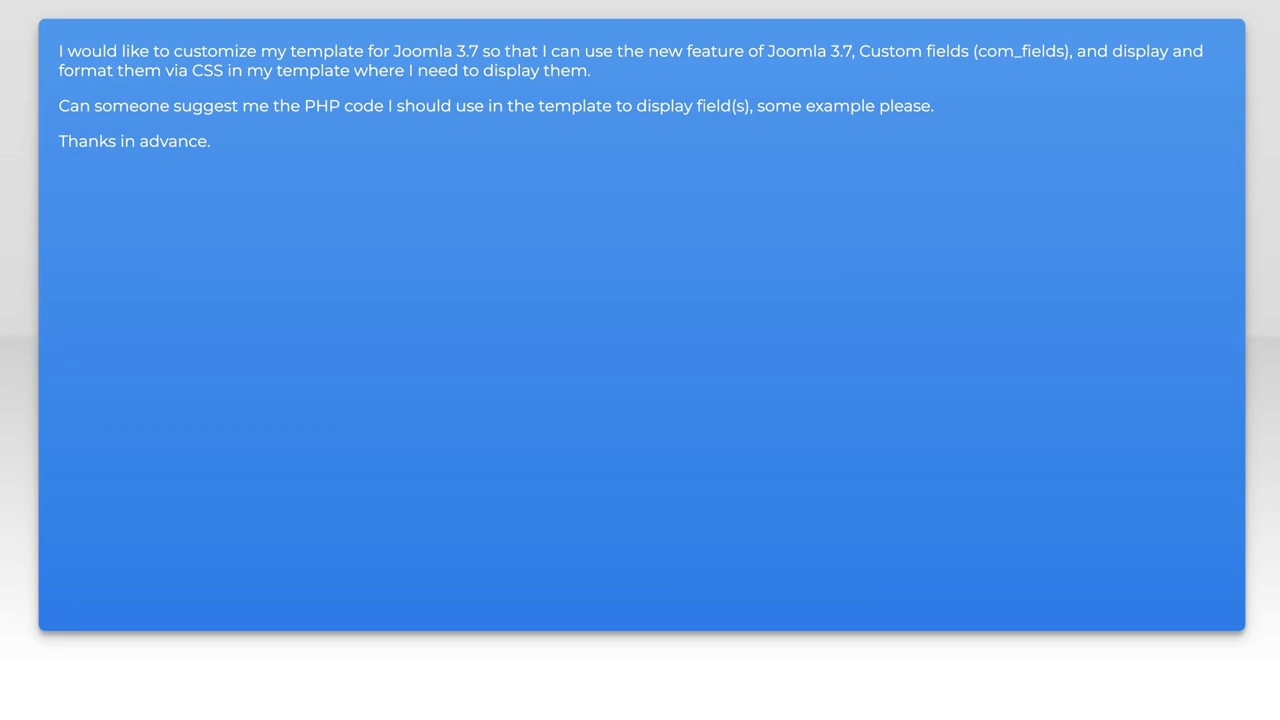 I would like to customize my template for Joomla 3.7 so that I can use the new feature of Joomla 3.7, Custom fields (com_fields), and display and
format them via CSS in my template where I need to display them.
Can someone suggest me the PHP code I should use in the template to display field(s), some example please.
Thanks in advance.